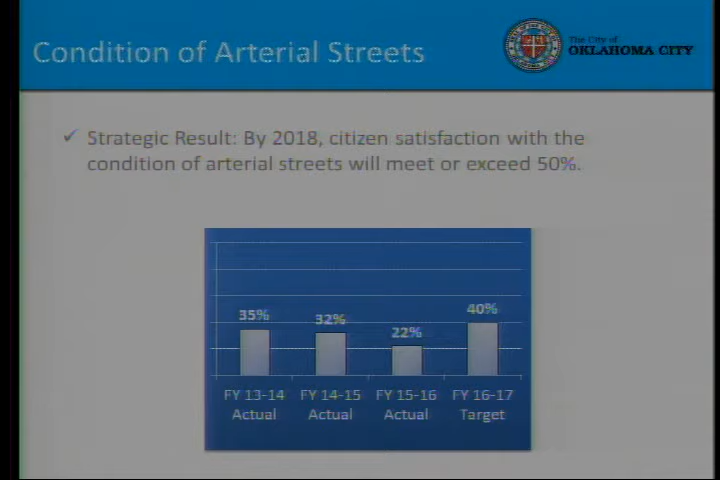 Condition of Arterial Streets
The City of
OKLAHOMA CITY
✓ Strategic Result: By 2018, citizen satisfaction with the
condition of arterial streets will meet or exceed 50%.
35%
32%
22%
40%
FY 13-14 FY 14-15 FY 15-16 FY 16-17
Actual Actual Actual Target